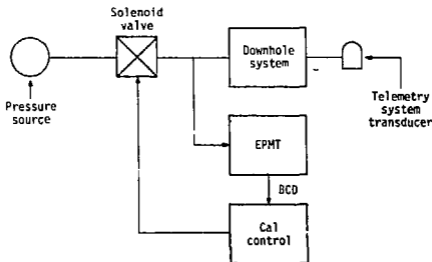 Solenoid
valve
Downhole
system
Pressure
source
Telemetry
system
transducer
EPMT
BCD
Cal
control